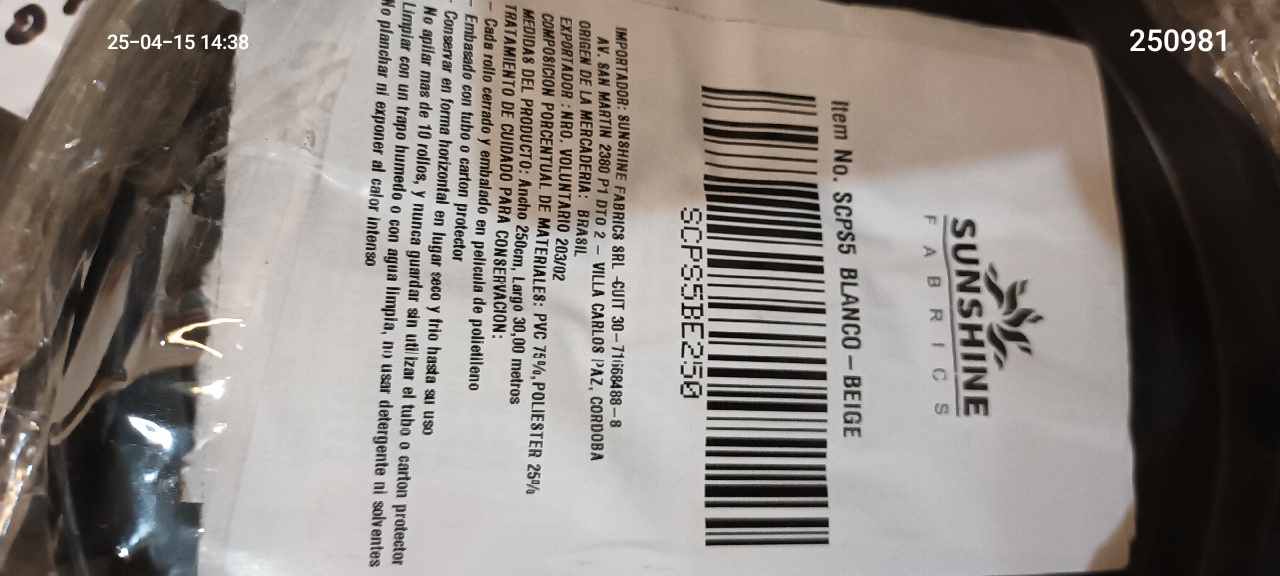 25-04-15 14:38
250981
SUNSHINE
FABRICS
Item No. SCPS5 BLANCO-BEIGE
SCPS5BE250
IMPORTADOR: SUNSHINE FABRICS SRL -CUIT 30-71168488-8
AV. SAN MARTIN 2380 P1 DTO 2 - VILLA CARLOS PAZ, CORDOBA
ORIGEN DE LA MERCADERIA: BRASIL
EXPORTADOR : NRO. VOLUNTARIO 203/02
COMPOSICION PORCENTUAL DE MATERIALES: PVC 75%, POLIESTER 25%
MEDIDAS DEL PRODUCTO: Ancho 250cm, Largo 30,00 metros
TRATAMIENTO DE CUIDADO PARA CONSERVACION:
- Cada rollo cerrado y embalado en pelicula de polietileno
- Embasado con tubo o carton protector
- Conservar en forma horizontal en lugar seco y frio hasta su uso
No apilar mas de 10 rollos, y nunca guardar sin utilizar el tubo o carton protector
Limpiar con un trapo humedo o con agua limpia, no usar detergente ni solventes
No planchar ni exponer al calor intenso